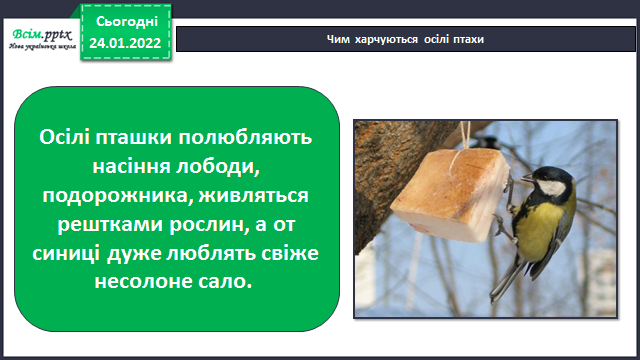 Всім.pptx
Нова українська школа
Сьогодні
24.01.2022
Чим харчуються осілі птахи
Осілі пташки полюбляють
насіння лободи,
подорожника, живляться
рештками рослин, а от
синиці дуже люблять свіже
несолоне сало.